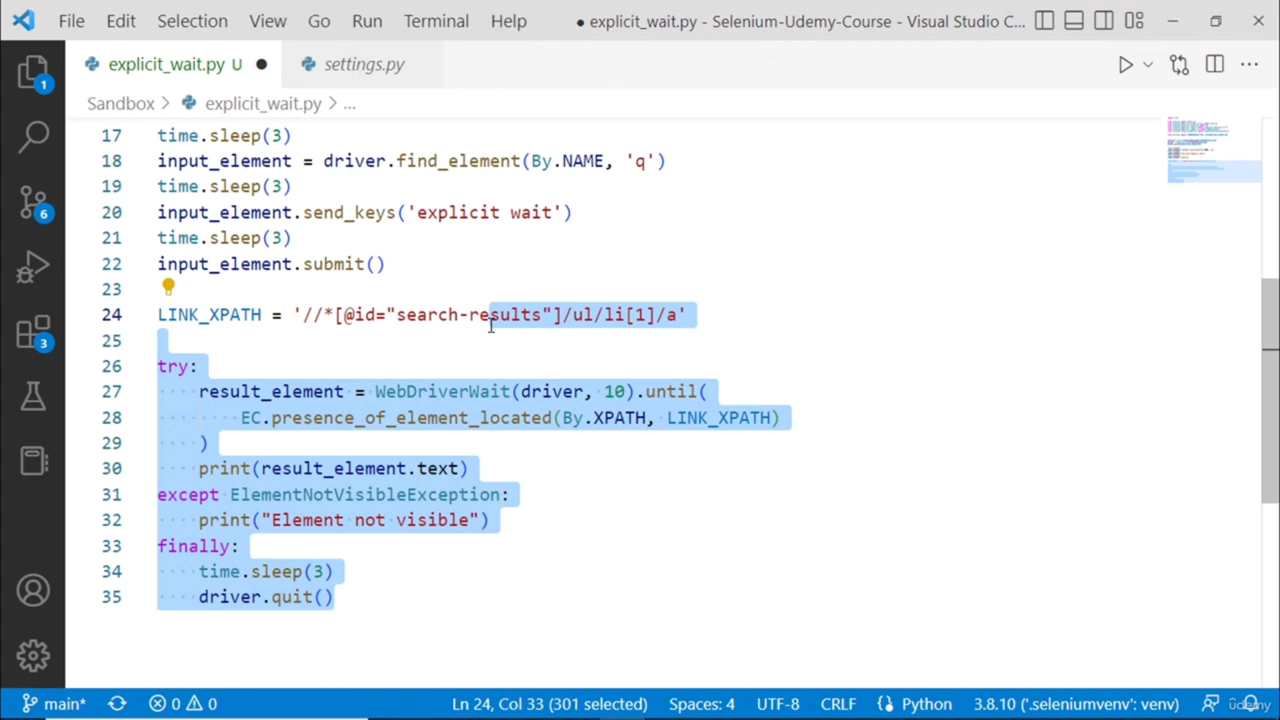 File Edit Selection View Go Run Terminal Help ● explicit_wait.py - Selenium-Udemy-Course - Visual Studio C...
explicit_wait.py U ● settings.py
Sandbox > explicit_wait.py > ...
17 time.sleep(3)
18 input_element = driver.find_element(By.NAME, 'q')
19 time.sleep(3)
20 input_element.send_keys('explicit wait')
21 time.sleep(3)
22 input_element.submit()
23
24 LINK_XPATH = '//*[@id="search-results"]/ul/li[1]/a'
25
26 try:
27 ····result_element = WebDriverWait(driver, 10).until(
28 ········EC.presence_of_element_located(By.XPATH, LINK_XPATH)
29 ····)
30 ····print(result_element.text)
31 except·ElementNotVisibleException:
32 ····print("Element·not·visible")
33 finally:
34 ····time.sleep(3)
35 ····driver.quit()
1
6
3
main* 0 0 Ln 24, Col 33 (301 selected) Spaces: 4 UTF-8 CRLF Python 3.8.10 ('.seleniumvenv': venv)
ûdemy